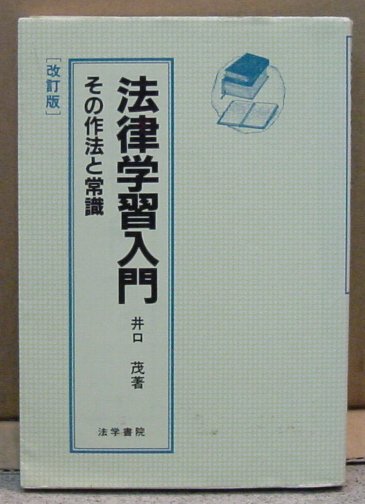 法律学習入門
その作法と常識
［改訂版］
井口 茂著
法学書院